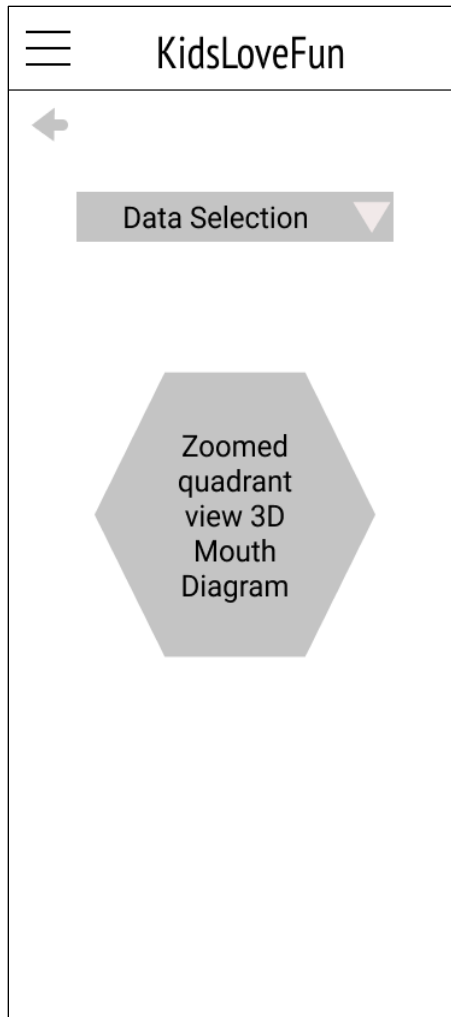 KidsLoveFun
Data Selection
Zoomed
quadrant
view 3D
Mouth
Diagram